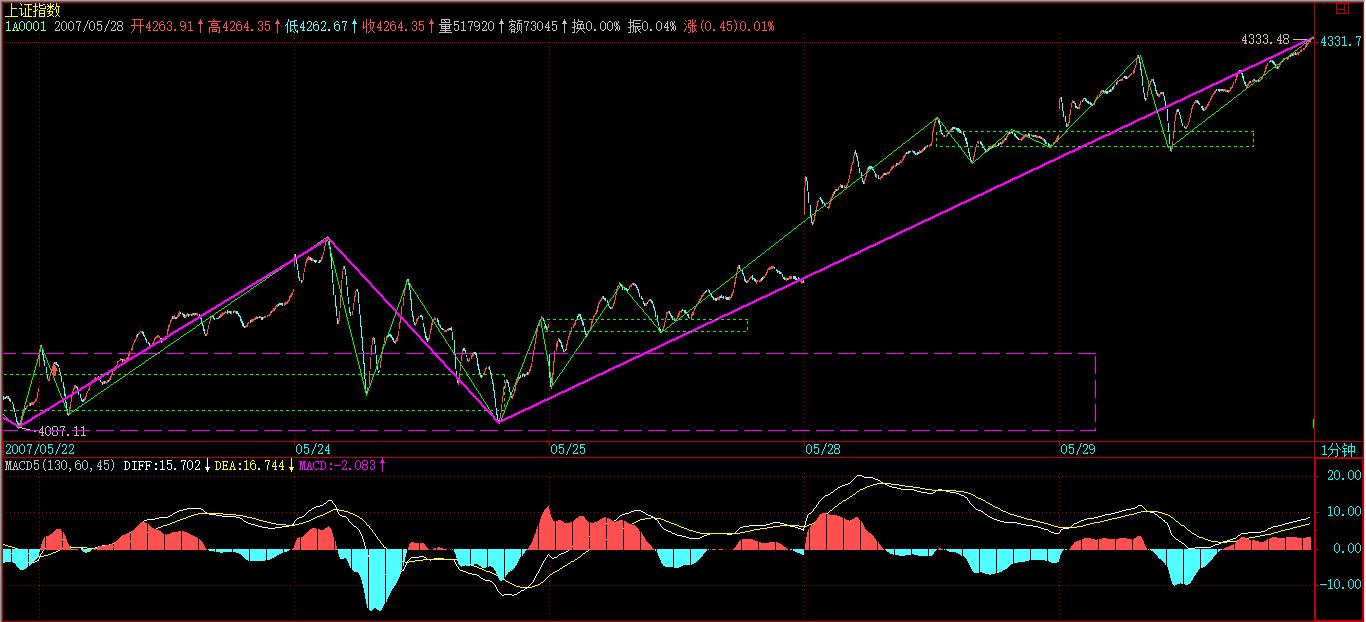 上证指数
1A0001 2007/05/28 开4263.91↑高4264.35↑低4262.67↑收4264.35↑量517920↑额73045↑换0.00% 振0.04% 涨(0.45)0.01%
4333.48
4331.7
4087.11
2007/05/22 05/24 05/25 05/28 05/29 1分钟
MACD5(130,60,45) DIFF:15.702↓DEA:16.744↓MACD:-2.083↑
20.00
10.00
0.00
-10.00